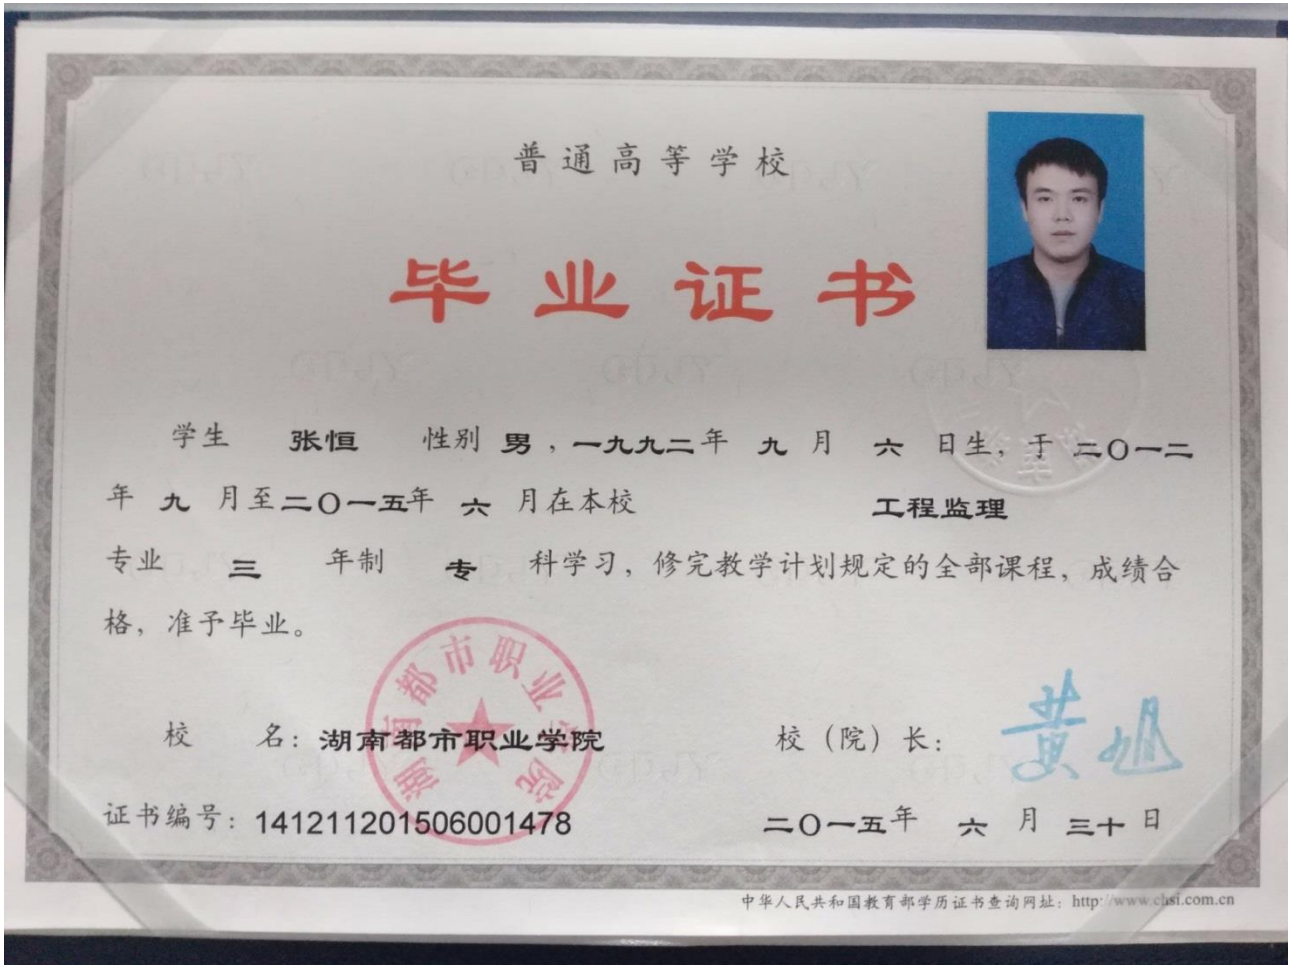 普通高等学校
毕业证书
学生 张恒 性别 男，一九九二年 九 月 六 日生，于 二〇一二
年 九 月至二〇一五年 六 月在本校 工程监理
专业 三 年制 专 科学习，修完教学计划规定的全部课程，成绩合
格，准予毕业。
湖南都市职业学院
校 名：湖南都市职业学院 校（院）长：黄旭
证书编号：141211201506001478 二〇一五年 六 月 三十 日
中华人民共和国教育部学历证书查询网址：http://www.chsi.com.cn